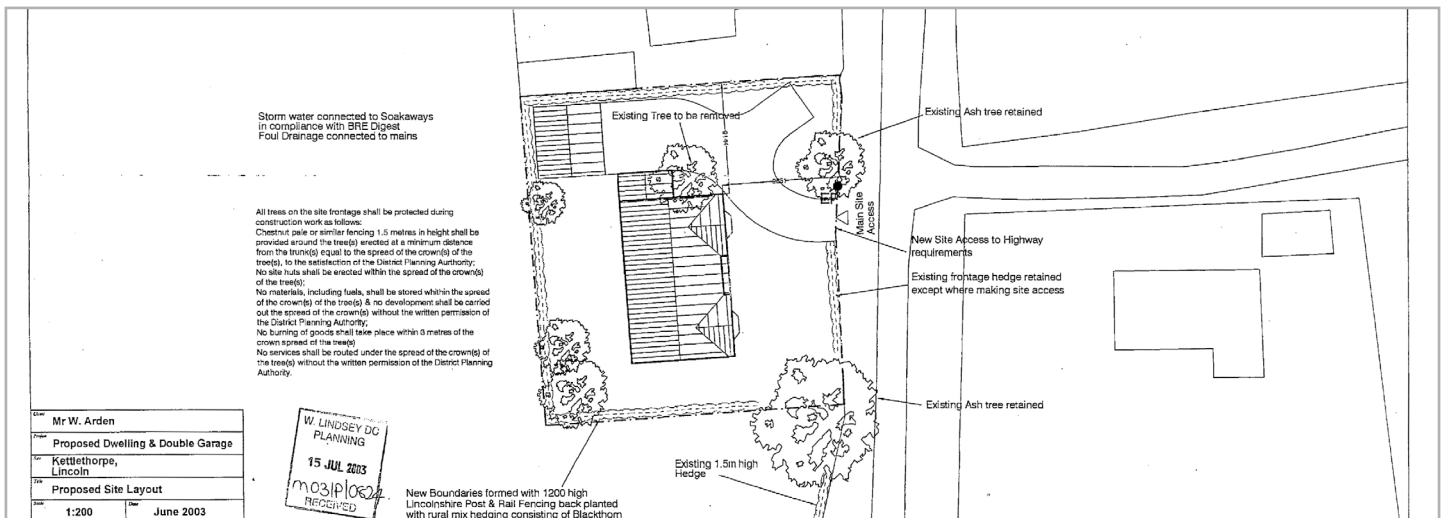 Storm water connected to Soakaways
in compliance with BRE Digest
Foul Drainage connected to mains
Existing Tree to be removed
Existing Ash tree retained
All trees on the site frontage shall be protected during
construction work as follows:
Chestnut pale or similar fencing 1.5 metres in height shall be
provided around the tree(s) erected at a minimum distance
from the trunk(s) equal to the spread of the crown(s) of the
tree(s), to the satisfaction of the District Planning Aurthority;
No site huts shall be erected within the spread of the crown(s)
of the tree(s);
No materials, including fuels, shall be stored whithin the spread
of the crown(s) of the tree(s) & no development shall be carried
out the spread of the crown(s) without the written permission of
the District Planning Authority;
No burning of goods shall take place within 3 metres of the
crown spread of the tree(s)
No services shall be routed under the spread of the crown(s) of
the tree(s) without the written permission of the District Planning
Authority.
Main Site
Access
New Site Access to Highway
requirements
Existing frontage hedge retained
except where making site access
Existing Ash tree retained
Existing 1.5m high
Hedge
New Boundaries formed with 1200 high
Lincolnshire Post & Rail Fencing back planted
with rural mix hedging consisting of Blackthorn
W. LINDSEY DC
PLANNING
15 JUL 2003
M03/P/0624
RECEIVED
Client
Mr W. Arden
Project
Proposed Dwelling & Double Garage
Kettlethorpe,
Lincoln
Title
Proposed Site Layout
Scale
1:200
Date
June 2003